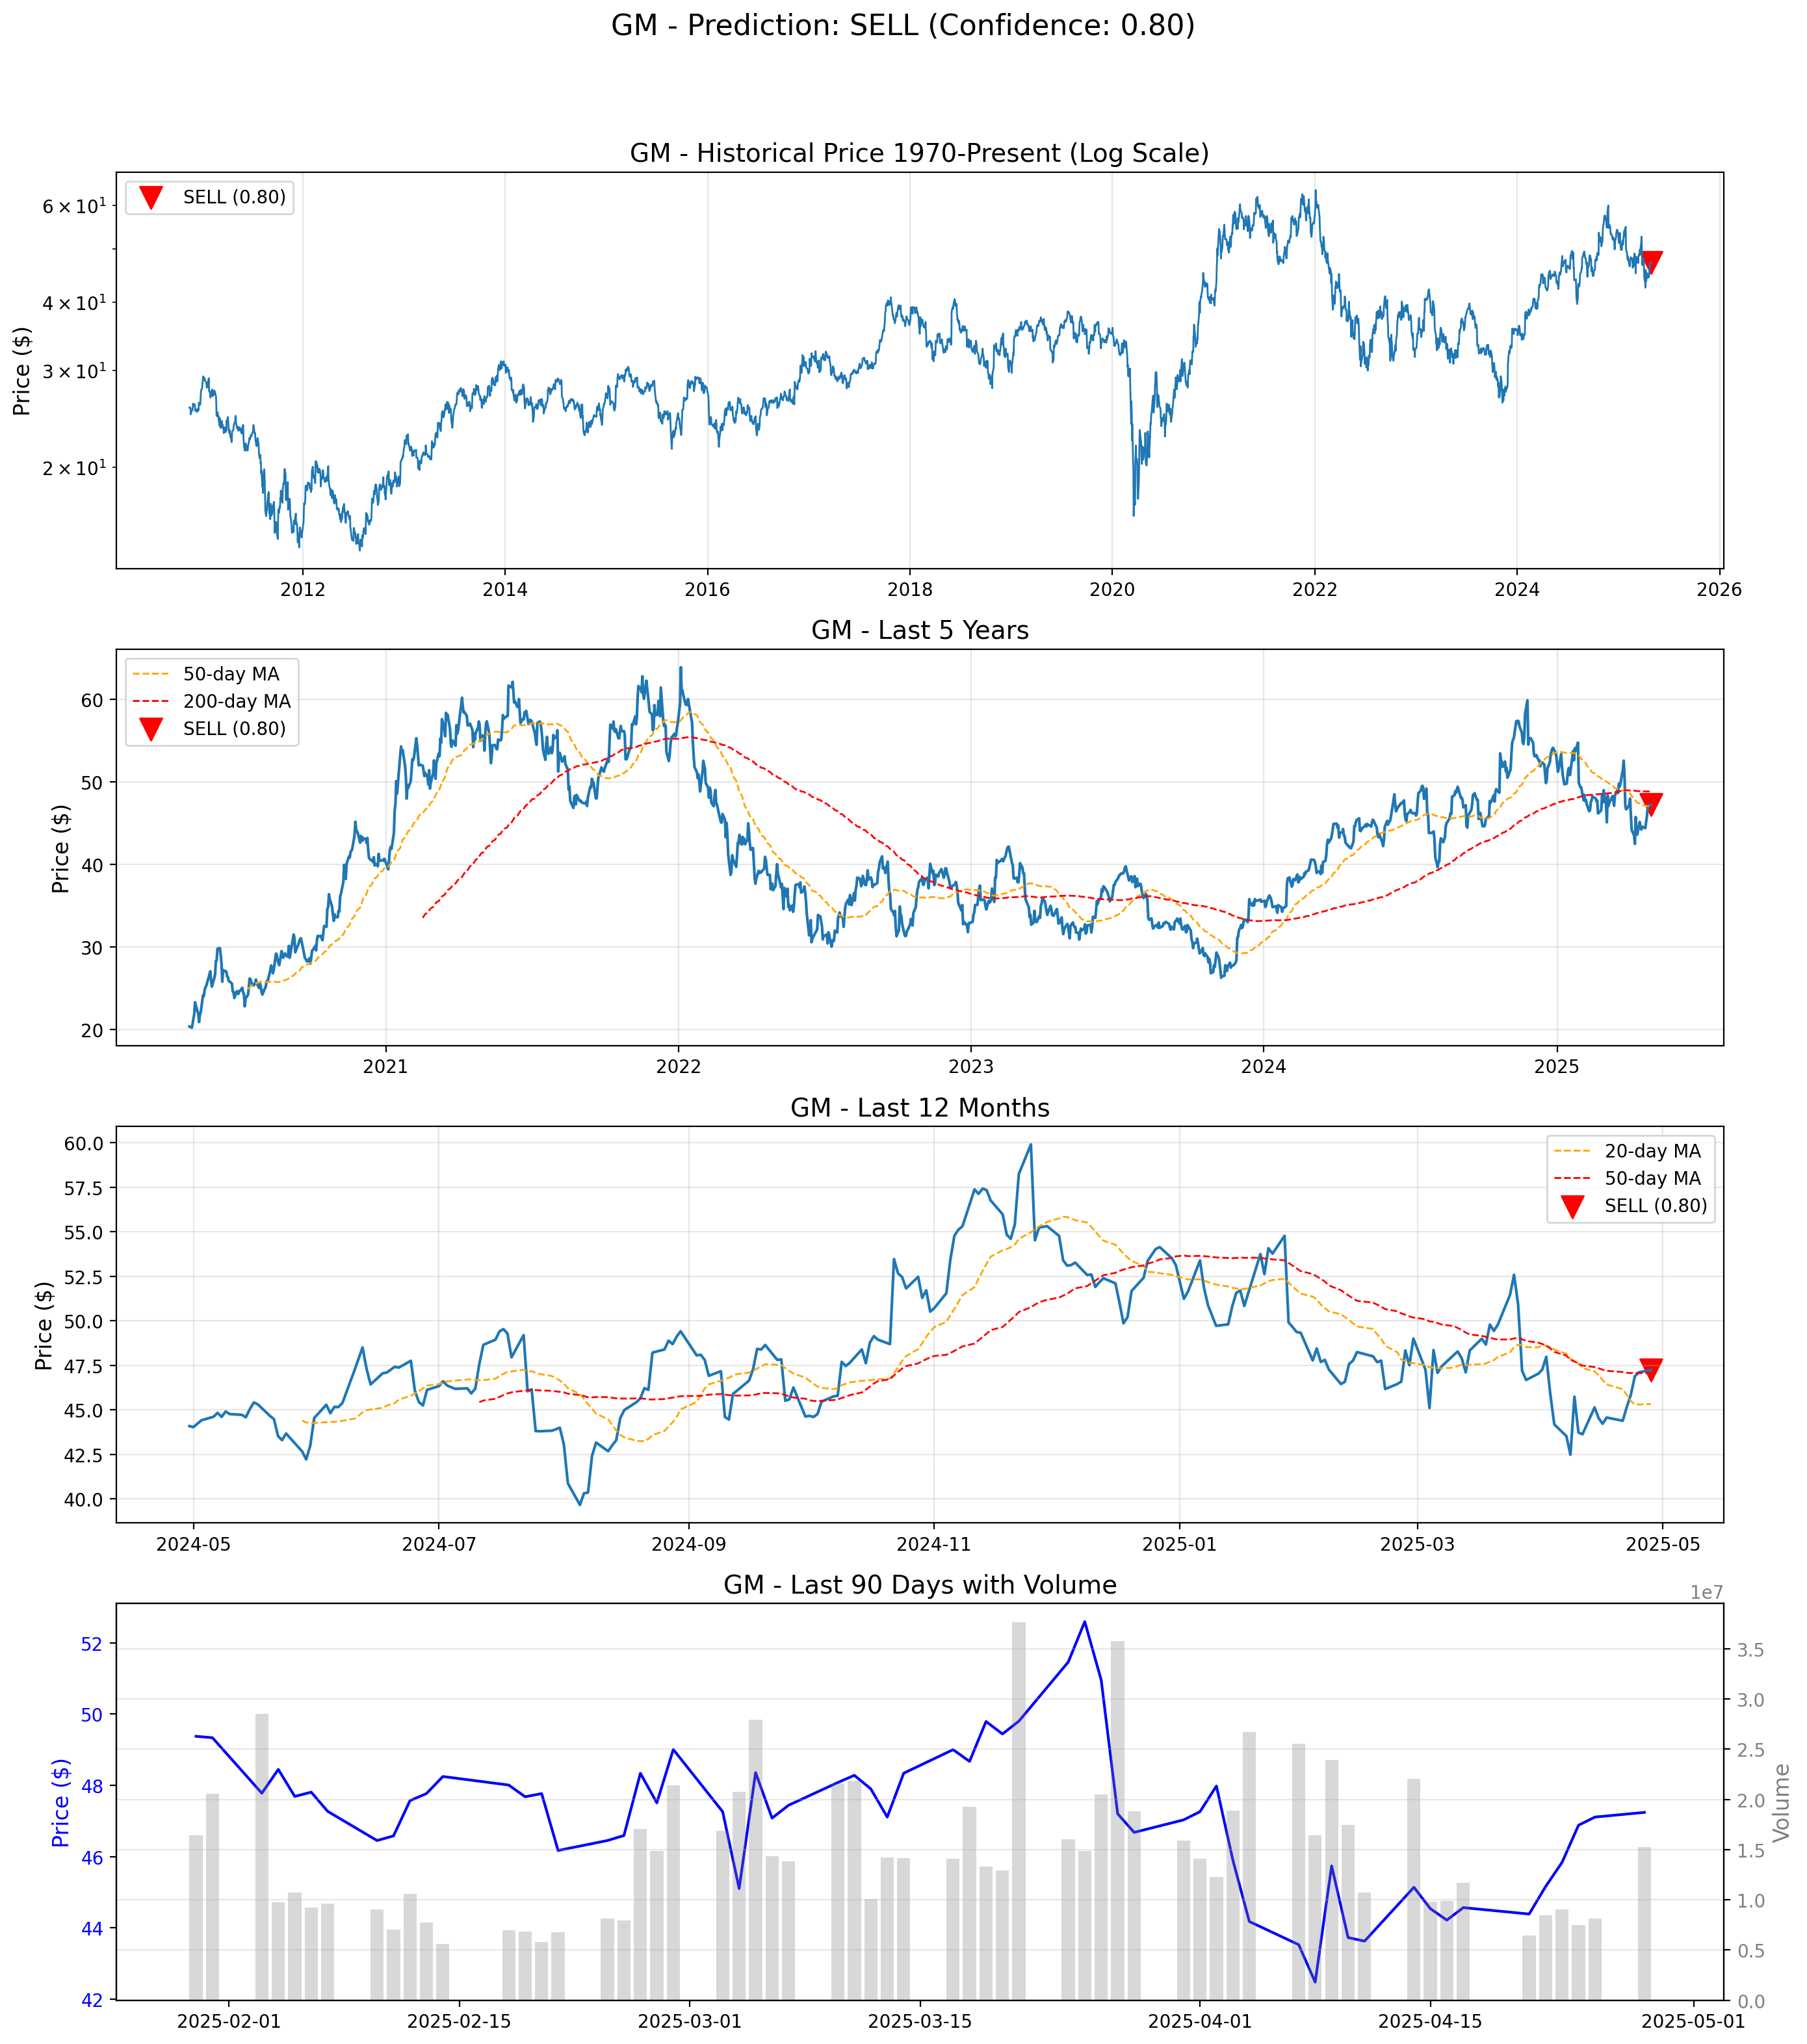 GM - Prediction: SELL (Confidence: 0.80)
GM - Historical Price 1970-Present (Log Scale)
SELL (0.80)
Price ($)
6 × 10¹
4 × 10¹
3 × 10¹
2 × 10¹
2012 2014 2016 2018 2020 2022 2024 2026
GM - Last 5 Years
50-day MA
200-day MA
SELL (0.80)
Price ($)
60
50
40
30
20
2021 2022 2023 2024 2025
GM - Last 12 Months
20-day MA
50-day MA
SELL (0.80)
Price ($)
60.0
57.5
55.0
52.5
50.0
47.5
45.0
42.5
40.0
2024-05 2024-07 2024-09 2024-11 2025-01 2025-03 2025-05
GM - Last 90 Days with Volume
1e7
Price ($)
52
50
48
46
44
42
Volume
3.5
3.0
2.5
2.0
1.5
1.0
0.5
0.0
2025-02-01 2025-02-15 2025-03-01 2025-03-15 2025-04-01 2025-04-15 2025-05-01